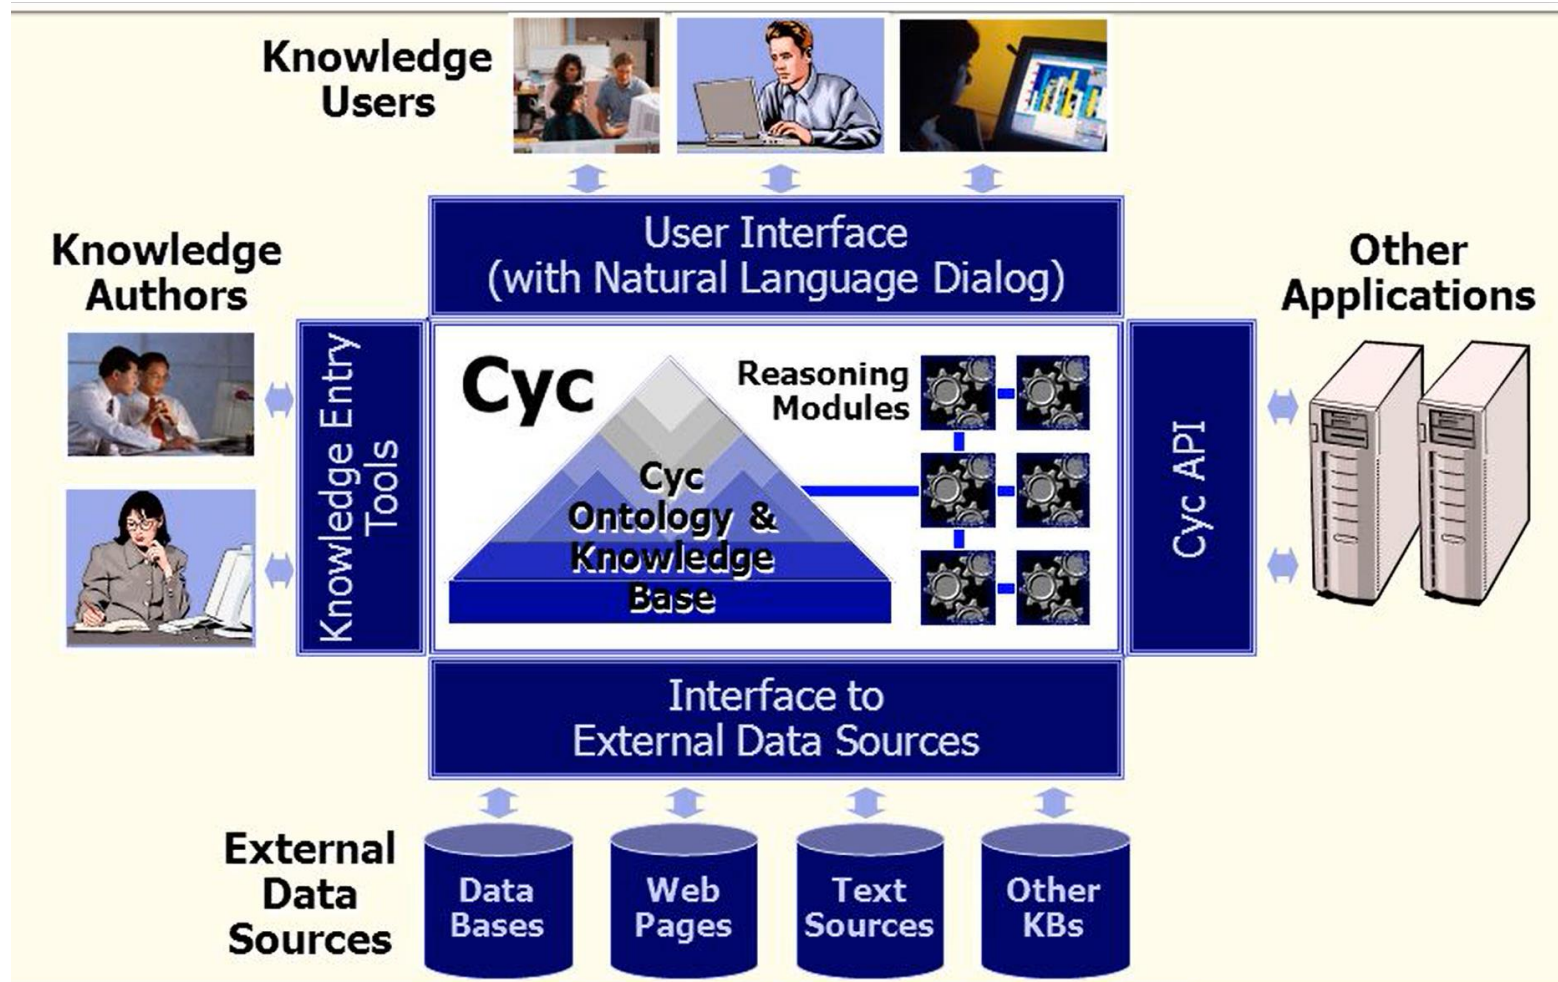 Knowledge
Users
User Interface
(with Natural Language Dialog)
Knowledge
Authors
Knowledge Entry
Tools
Cyc
Cyc
Ontology &
Knowledge
Base
Reasoning
Modules
Cyc API
Other
Applications
Interface to
External Data Sources
External
Data
Sources
Data
Bases
Web
Pages
Text
Sources
Other
KBs